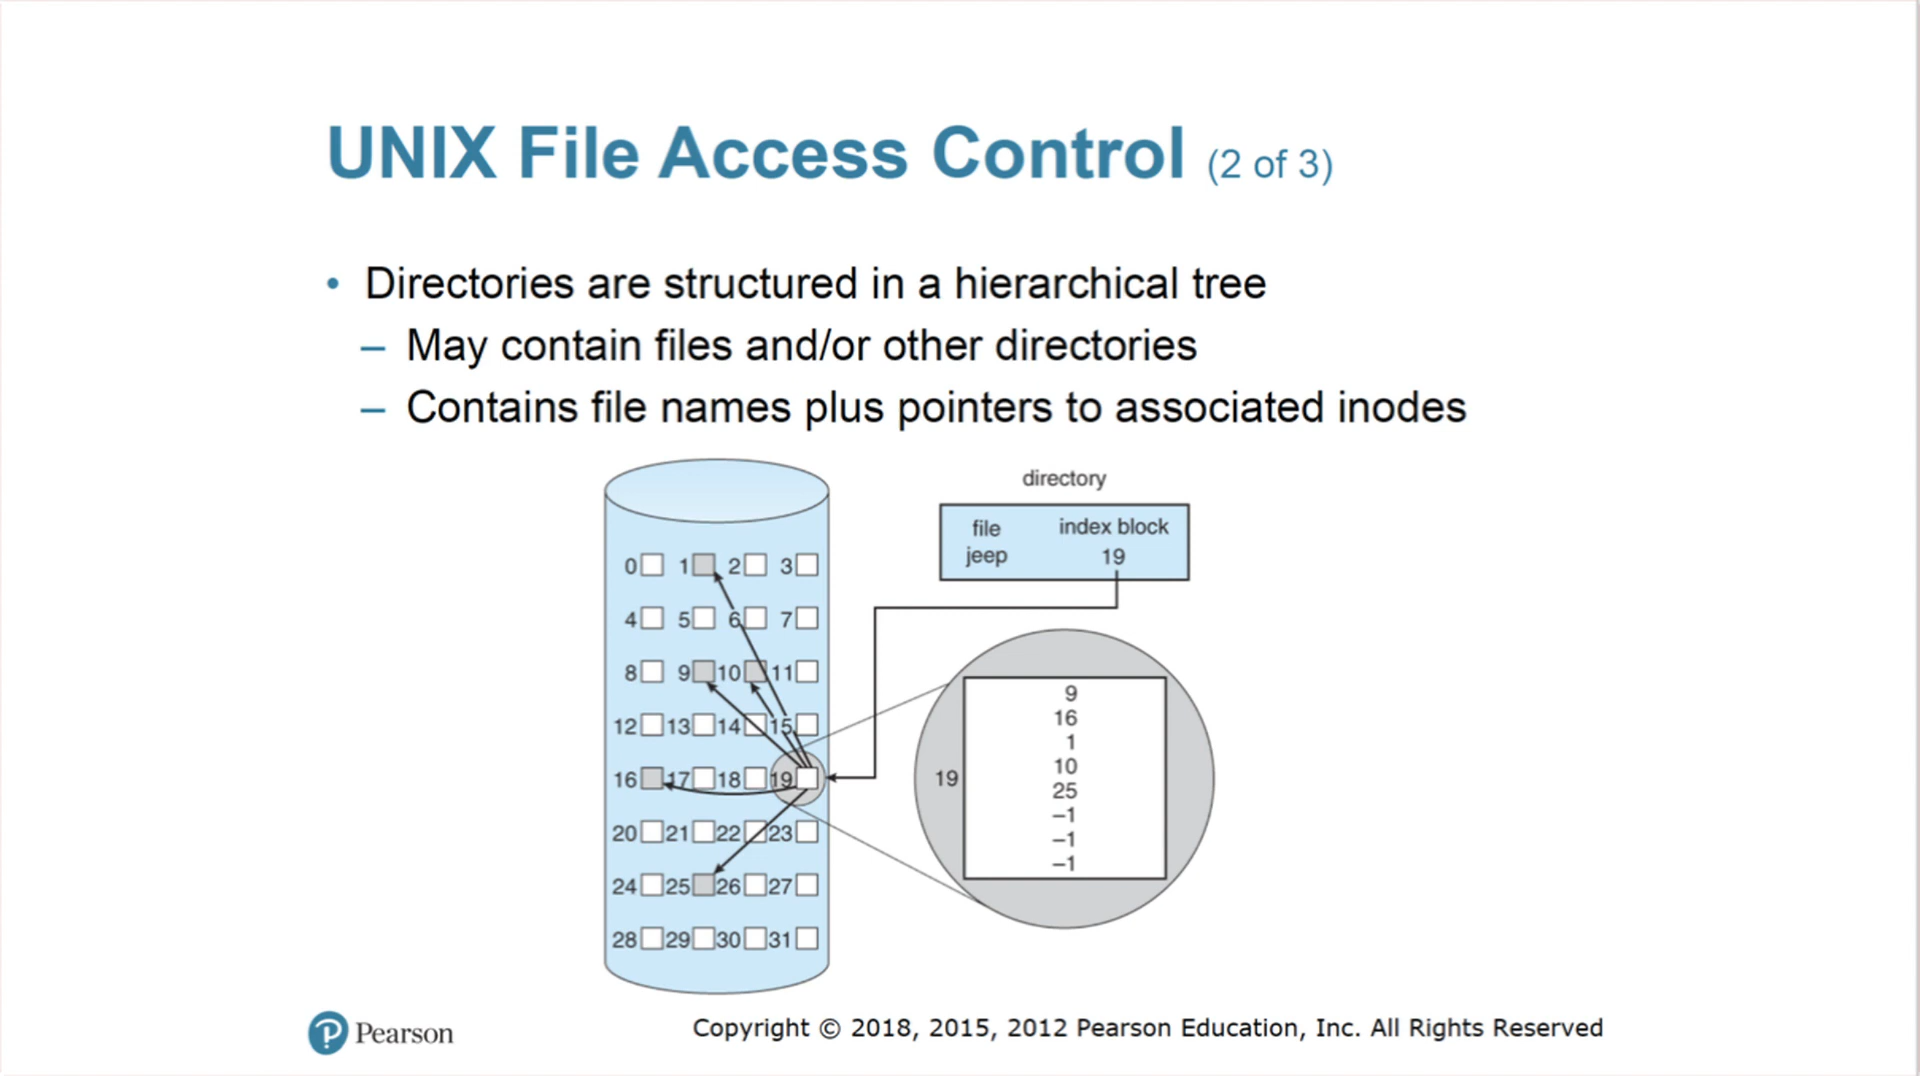 UNIX File Access Control (2 of 3)
• Directories are structured in a hierarchical tree
– May contain files and/or other directories
– Contains file names plus pointers to associated inodes
directory
file index block
jeep 19
0 1 2 3
4 5 6 7
8 9 10 11
12 13 14 15
16 17 18 19
20 21 22 23
24 25 26 27
28 29 30 31
19
9
16
1
10
25
–1
–1
–1
Pearson
Copyright © 2018, 2015, 2012 Pearson Education, Inc. All Rights Reserved